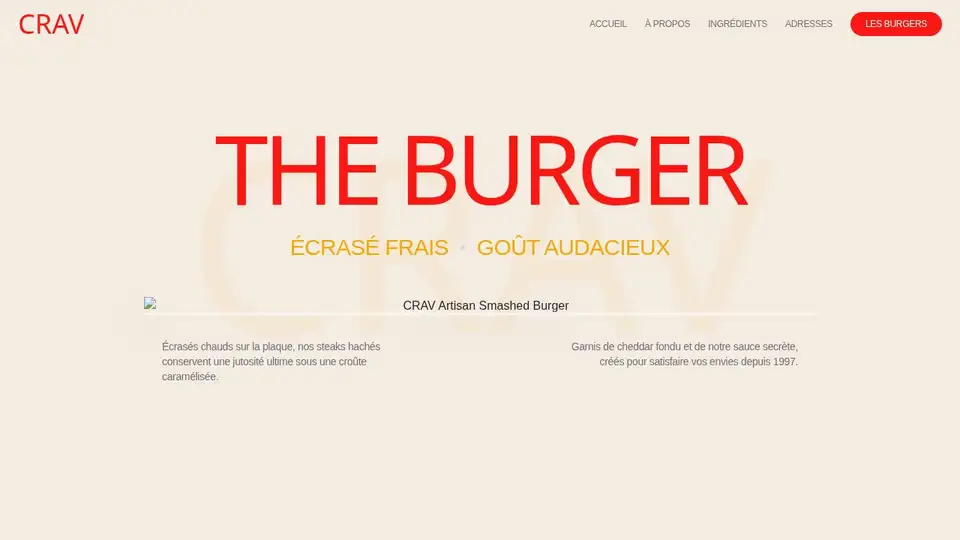 CRAV
ACCUEIL
À PROPOS
INGRÉDIENTS
ADRESSES
LES BURGERS
CRAV
THE BURGER
ÉCRASÉ FRAIS • GOÛT AUDACIEUX
CRAV Artisan Smashed Burger
Écrasés chauds sur la plaque, nos steaks hachés
conservent une jutosité ultime sous une croûte
caramélisée.
Garnis de cheddar fondu et de notre sauce secrète,
créés pour satisfaire vos envies depuis 1997.